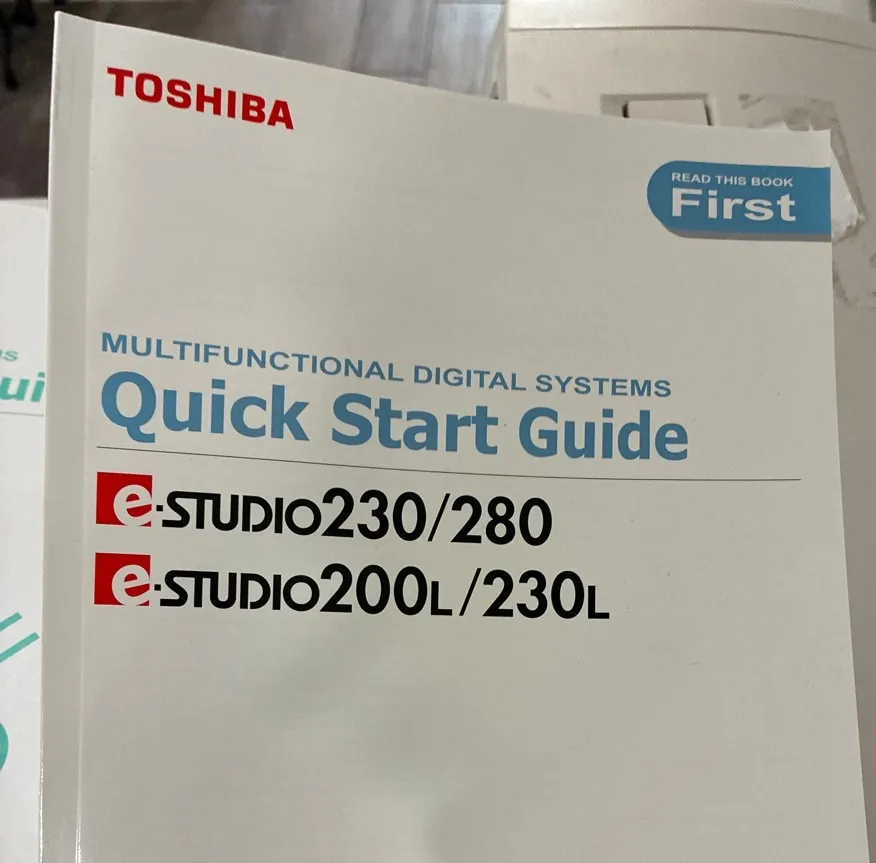 TOSHIBA
READ THIS BOOK
First
MULTIFUNCTIONAL DIGITAL SYSTEMS
Quick Start Guide
e-STUDIO230/280
e-STUDIO200L/230L